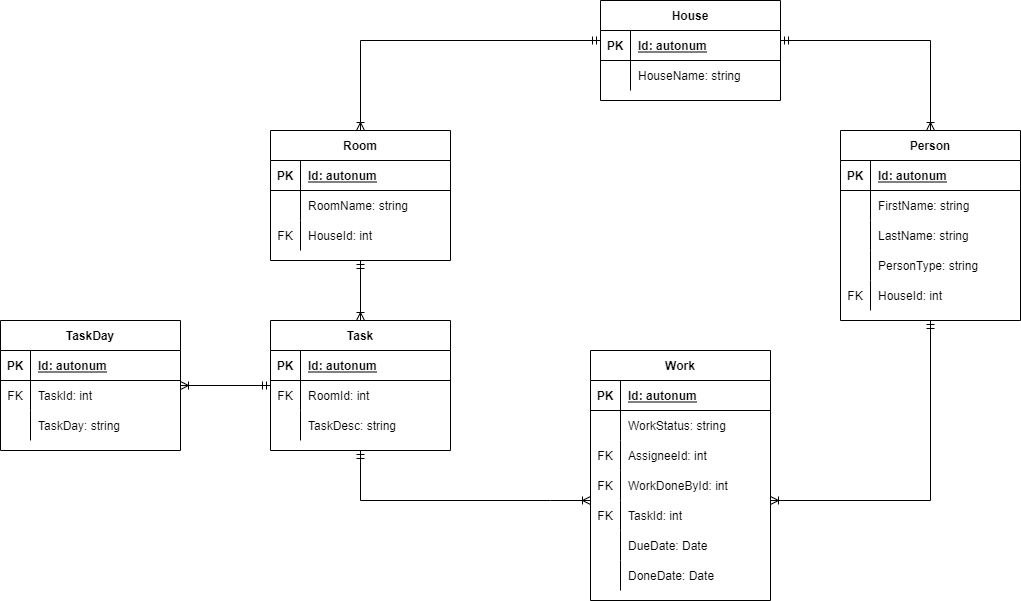 House
PK Id: autonum
HouseName: string
Room
PK Id: autonum
RoomName: string
FK HouseId: int
Person
PK Id: autonum
FirstName: string
LastName: string
PersonType: string
FK HouseId: int
TaskDay
PK Id: autonum
FK TaskId: int
TaskDay: string
Task
PK Id: autonum
FK RoomId: int
TaskDesc: string
Work
PK Id: autonum
WorkStatus: string
FK AssigneeId: int
FK WorkDoneById: int
FK TaskId: int
DueDate: Date
DoneDate: Date